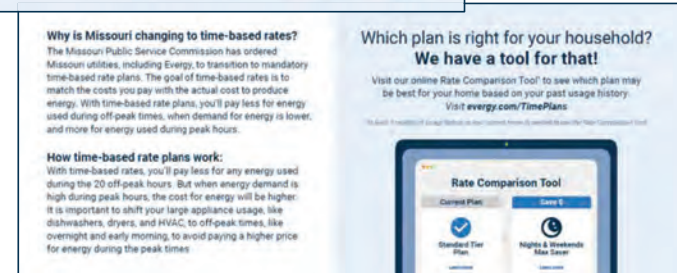 Why is Missouri changing to time-based rates?
The Missouri Public Service Commission has ordered
Missouri utilities, including Evergy, to transition to mandatory
time-based rate plans. The goal of time-based rates is to
match the costs you pay with the actual cost to produce
energy. With time-based rate plans, you'll pay less for energy
used during off-peak times, when demand for energy is lower,
and more for energy used during peak hours.
How time-based rate plans work:
With time-based rates, you'll pay less for any energy used
during the 20 off-peak hours. But when energy demand is
high during peak hours, the cost for energy will be higher.
It is important to shift your large appliance usage, like
dishwashers, dryers, and HVAC, to off-peak times, like
overnight and early morning, to avoid paying a higher price
for energy during the peak times
Which plan is right for your household?
We have a tool for that!
Visit our online Rate Comparison Tool* to see which plan may
be best for your home based on your past usage history.
Visit evergy.com/TimePlans
Rate Comparison Tool
Current Plan
Save $
Standard Tier
Plan
Nights & Weekends
Max Saver